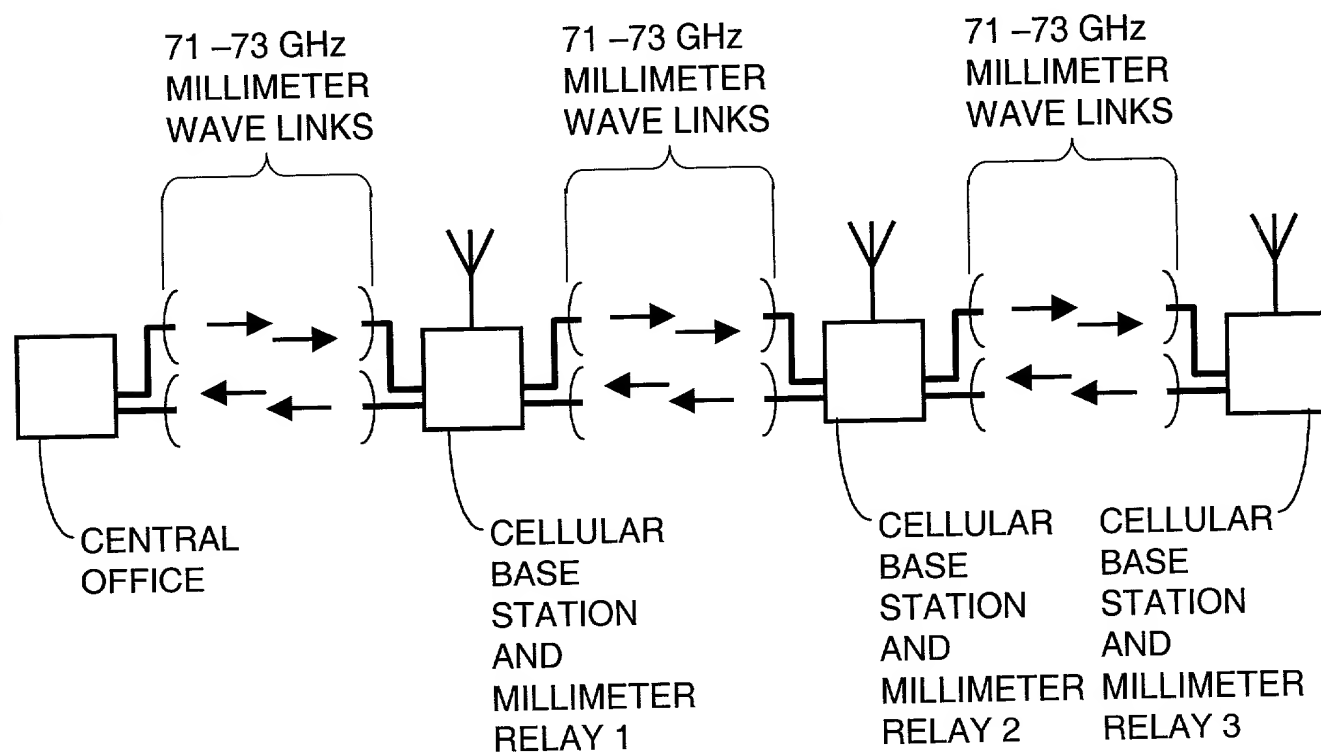 71 –73 GHz
MILLIMETER
WAVE LINKS
71 –73 GHz
MILLIMETER
WAVE LINKS
71 –73 GHz
MILLIMETER
WAVE LINKS
CENTRAL
OFFICE
CELLULAR
BASE
STATION
AND
MILLIMETER
RELAY 1
CELLULAR
BASE
STATION
AND
MILLIMETER
RELAY 2
CELLULAR
BASE
STATION
AND
MILLIMETER
RELAY 3